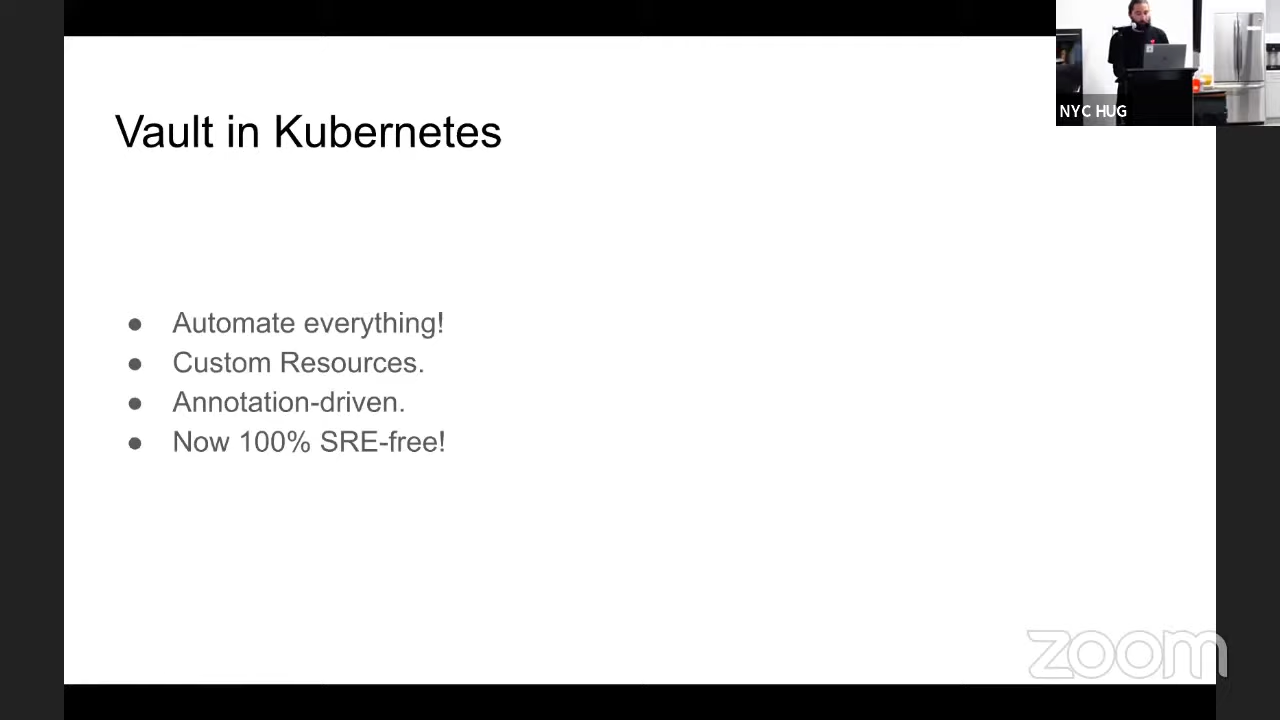 NYC HUG
Vault in Kubernetes
● Automate everything!
● Custom Resources.
● Annotation-driven.
● Now 100% SRE-free!
zoom